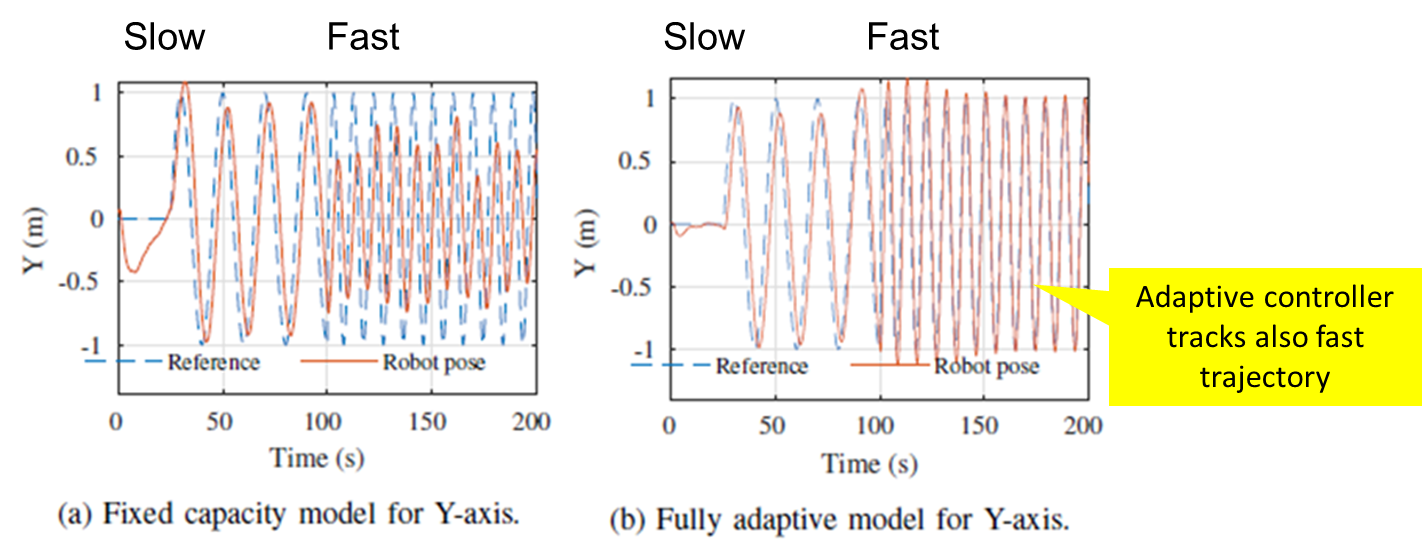 Slow Fast
Slow Fast
1
0.5
0
-0.5
-1
Y (m)
Reference Robot pose
0 50 100 150 200
Time (s)
(a) Fixed capacity model for Y-axis.
1
0.5
0
-0.5
-1
Y (m)
Reference Robot pose
0 50 100 150 200
Time (s)
(b) Fully adaptive model for Y-axis.
Adaptive controller
tracks also fast
trajectory